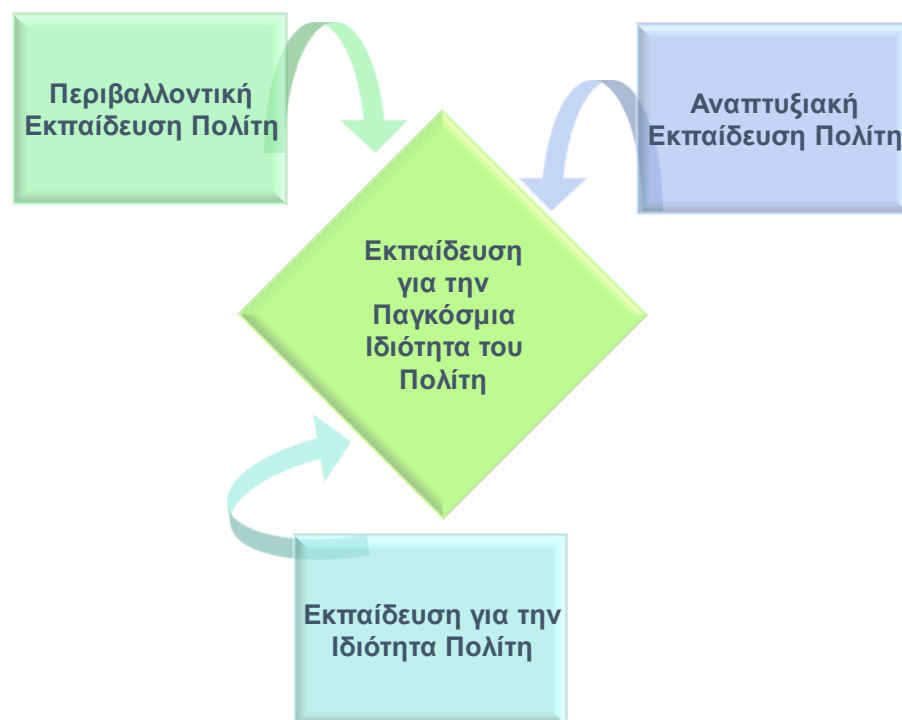 Περιβαλλοντική
Εκπαίδευση Πολίτη
Αναπτυξιακή
Εκπαίδευση Πολίτη
Εκπαίδευση
για την
Παγκόσμια
Ιδιότητα του
Πολίτη
Εκπαίδευση για την
Ιδιότητα Πολίτη